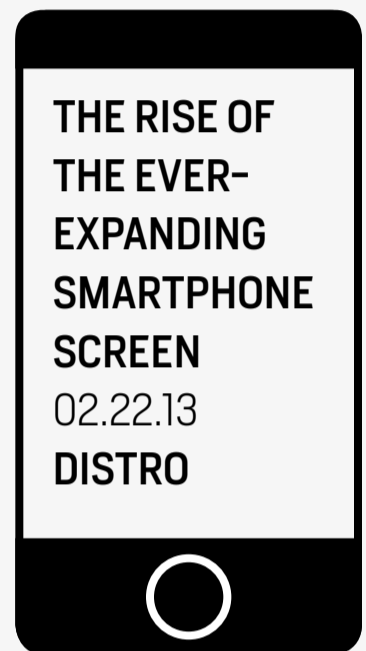 THE RISE OF
THE EVER-
EXPANDING
SMARTPHONE
SCREEN
02.22.13
DISTRO